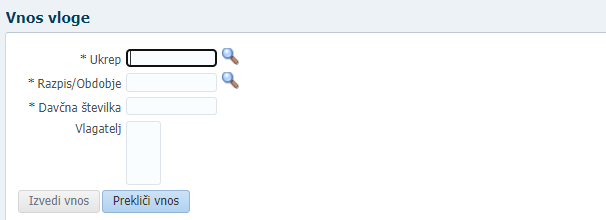 Vnos vloge
* Ukrep
* Razpis/Obdobje
* Davčna številka
Vlagatelj
Izvedi vnos Prekliči vnos